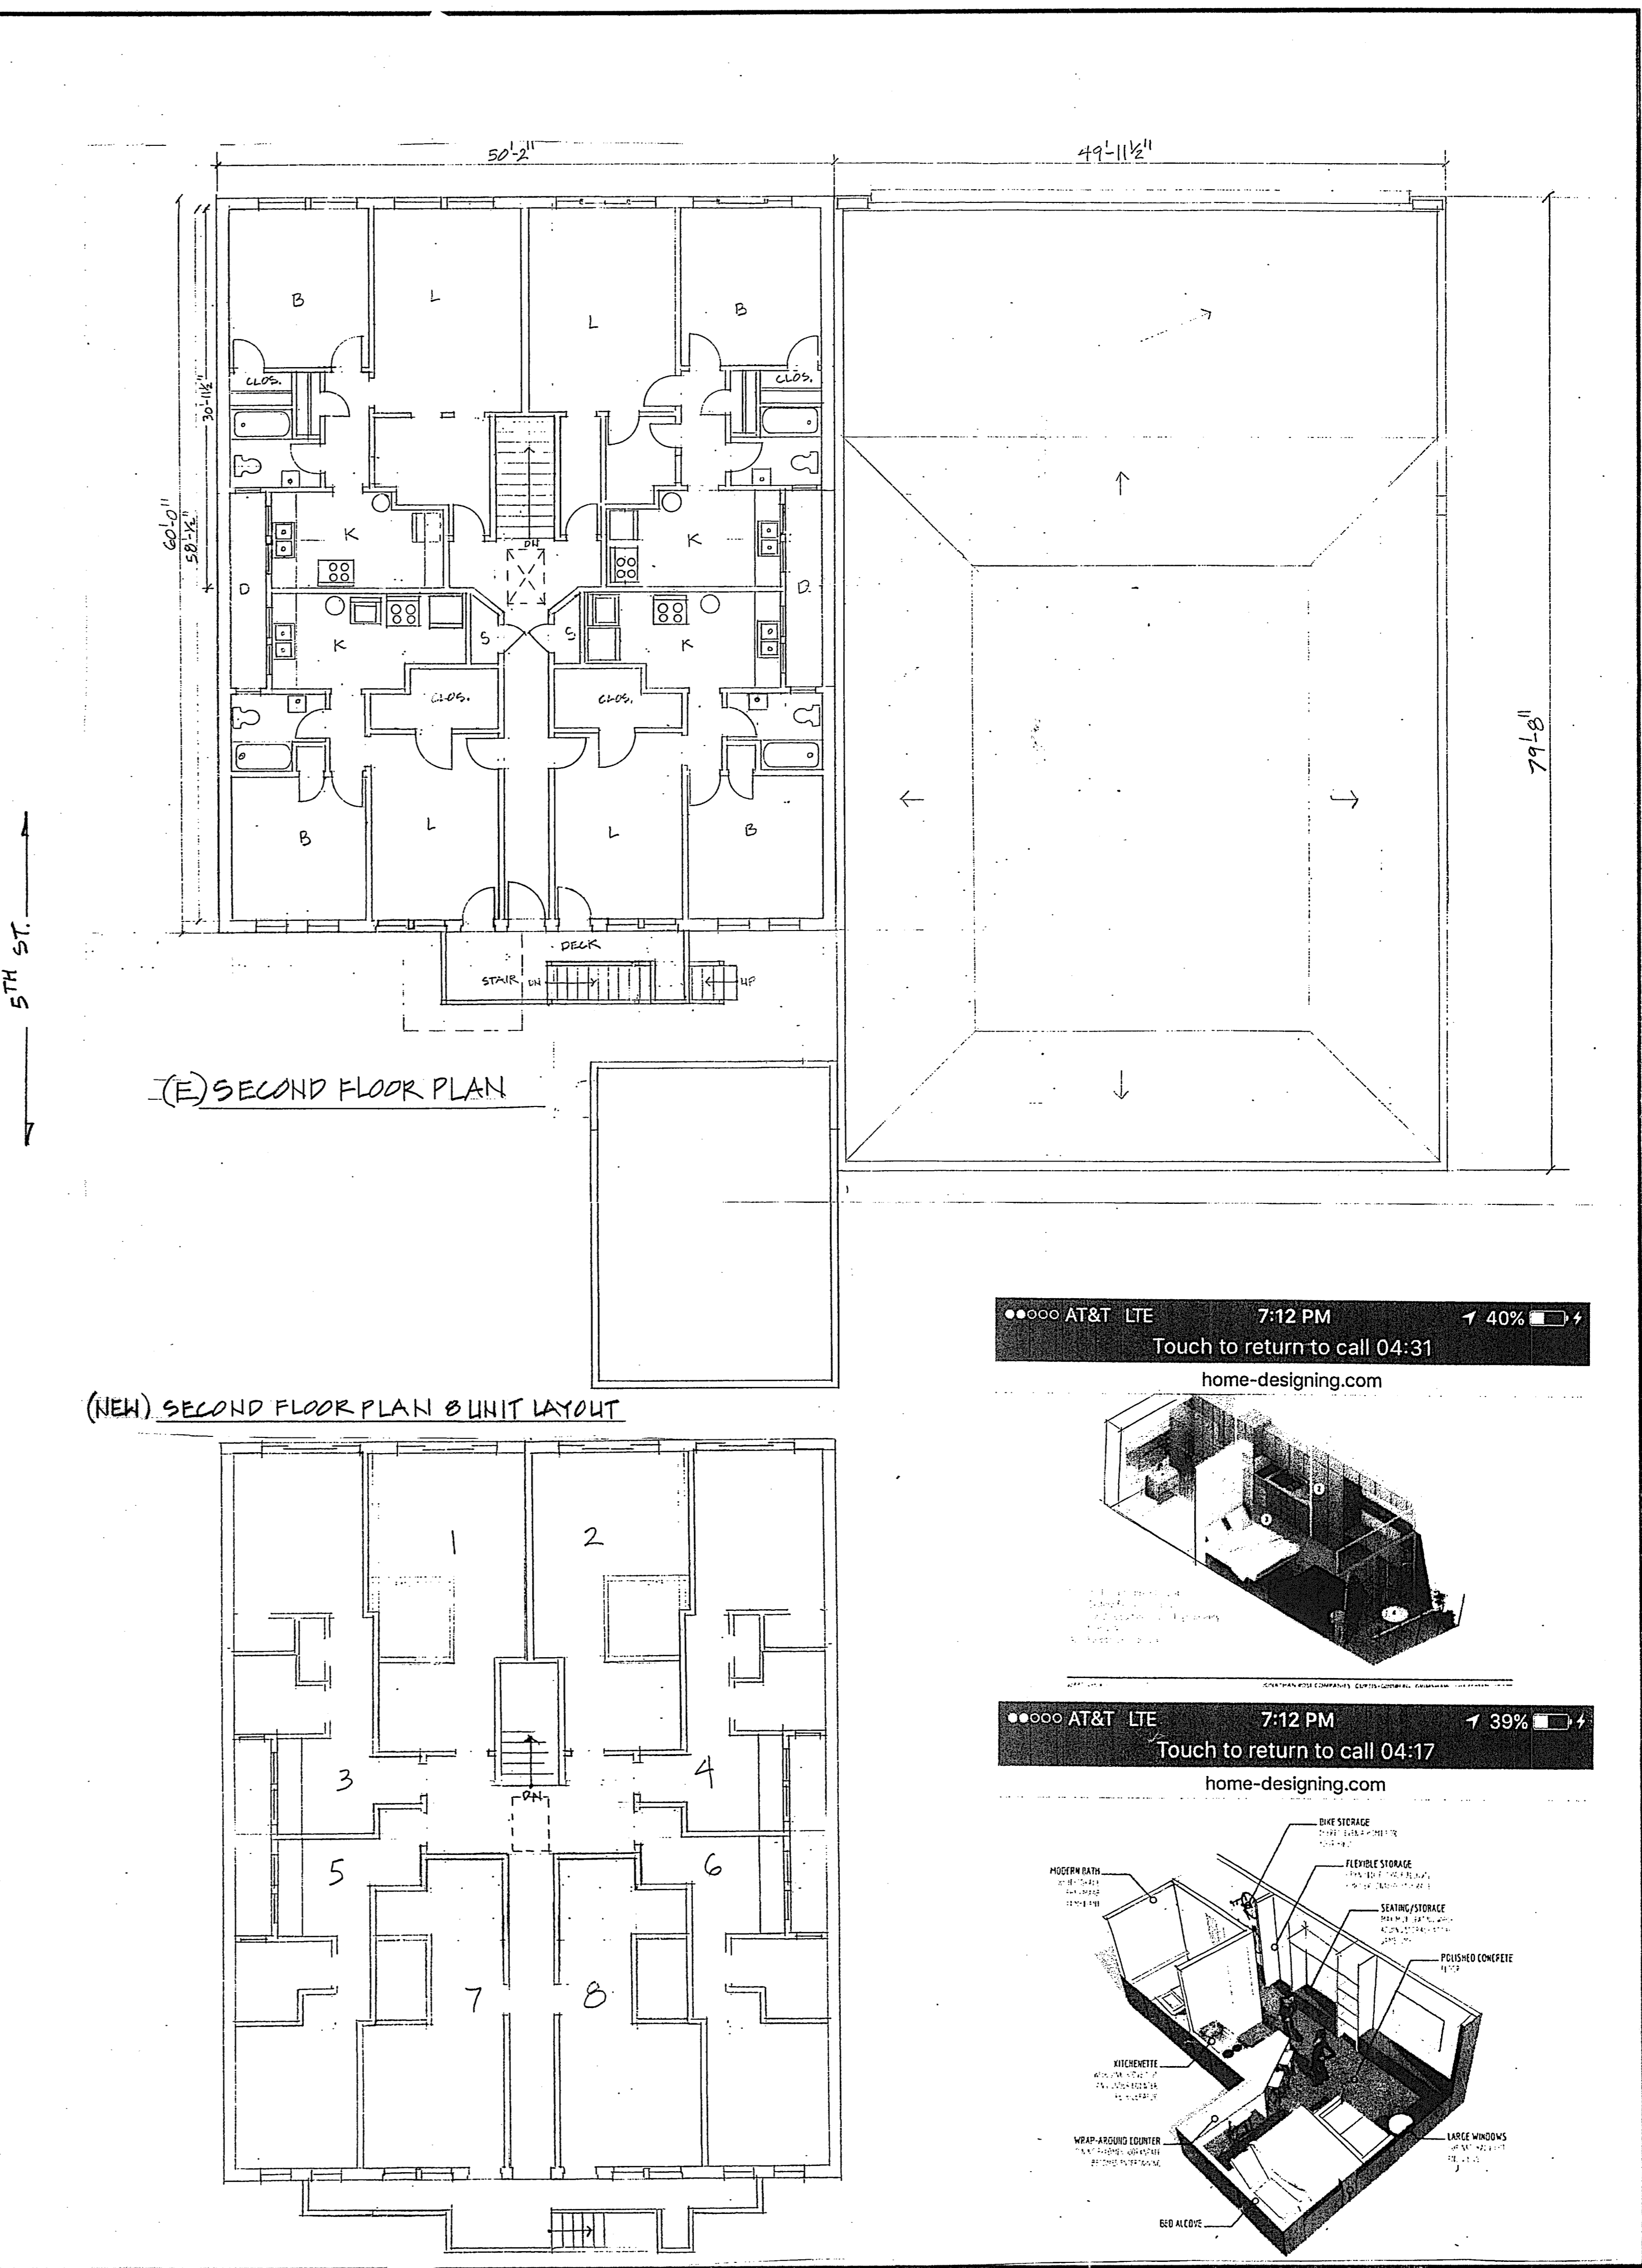 50'-2"
49'-11½"
B
L
L
B
CLOS.
CLOS.
30'-11½"
60'-0"
58'-½"
K
DN
K
D
D
K
S
S
K
CLOS.
CLOS.
B
L
L
B
79'-8"
5TH ST.
DECK
STAIR DN
UP
(E) SECOND FLOOR PLAN
(NEW) SECOND FLOOR PLAN 8 UNIT LAYOUT
1
2
3
DN
4
5
6
7
8
AT&T LTE 7:12 PM 40%
Touch to return to call 04:31
home-designing.com
AT&T LTE 7:12 PM 39%
Touch to return to call 04:17
home-designing.com
BIKE STORAGE
MODERN BATH
FLEXIBLE STORAGE
SEATING/STORAGE
POLISHED CONCRETE
KITCHENETTE
WRAP-AROUND COUNTER
LARGE WINDOWS
BED ALCOVE